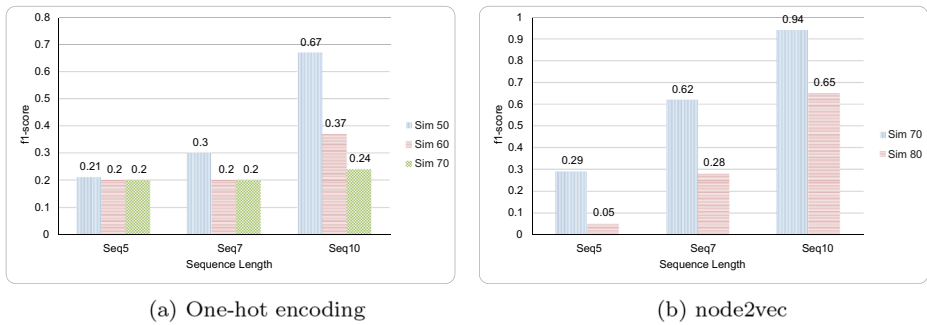 0.8
0.7
0.6
0.5
0.4
0.3
0.2
0.1
0
f1-score
0.21
0.2
0.2
0.3
0.2
0.2
0.67
0.37
0.24
Seq5
Seq7
Seq10
Sequence Length
Sim 50
Sim 60
Sim 70
(a) One-hot encoding
1
0.9
0.8
0.7
0.6
0.5
0.4
0.3
0.2
0.1
0
f1-score
0.29
0.05
0.62
0.28
0.94
0.65
Seq5
Seq7
Seq10
Sequence Length
Sim 70
Sim 80
(b) node2vec